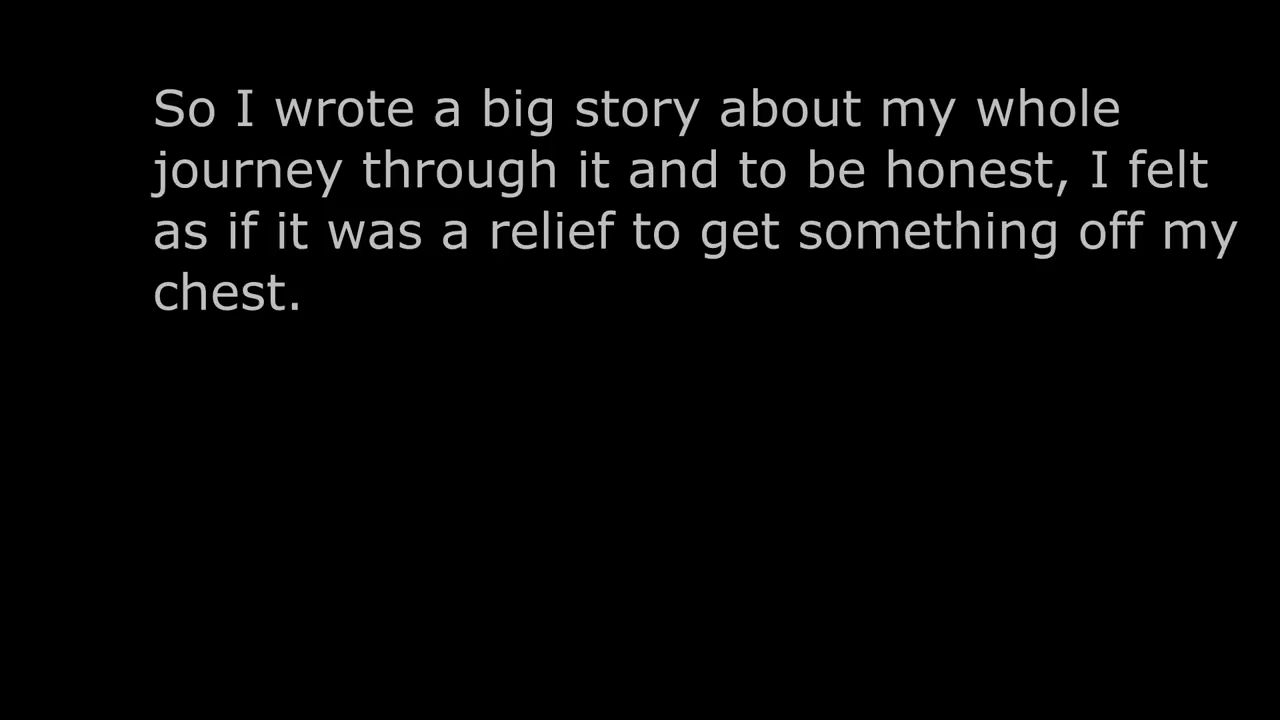 So I wrote a big story about my whole
journey through it and to be honest, I felt
as if it was a relief to get something off my
chest.